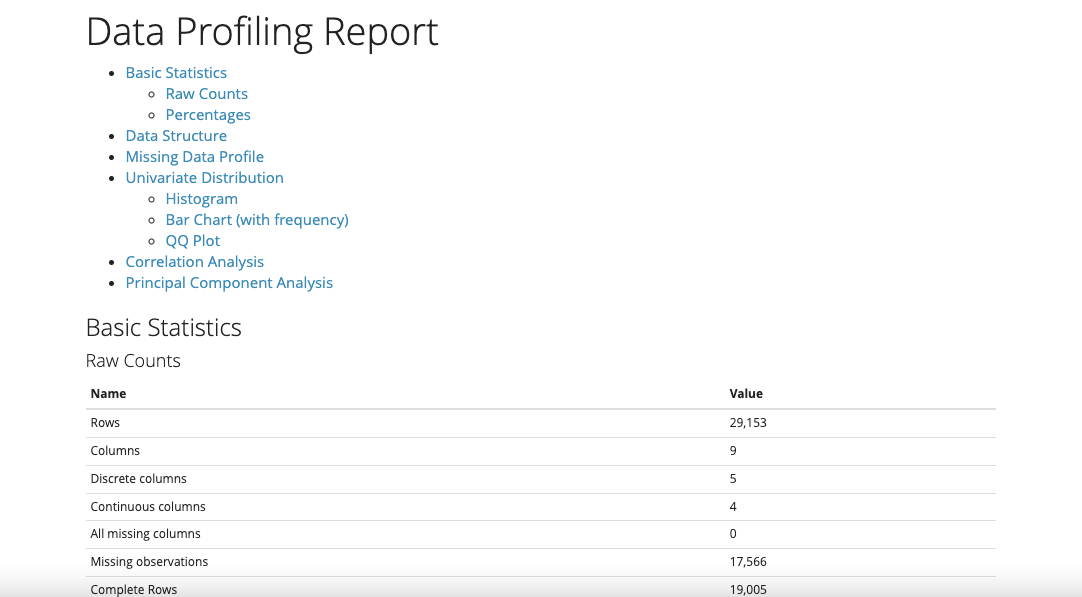 Data Profiling Report
Basic Statistics
Raw Counts
Percentages
Data Structure
Missing Data Profile
Univariate Distribution
Histogram
Bar Chart (with frequency)
QQ Plot
Correlation Analysis
Principal Component Analysis
Basic Statistics
Raw Counts
Name Value
Rows 29,153
Columns 9
Discrete columns 5
Continuous columns 4
All missing columns 0
Missing observations 17,566
Complete Rows 19,005